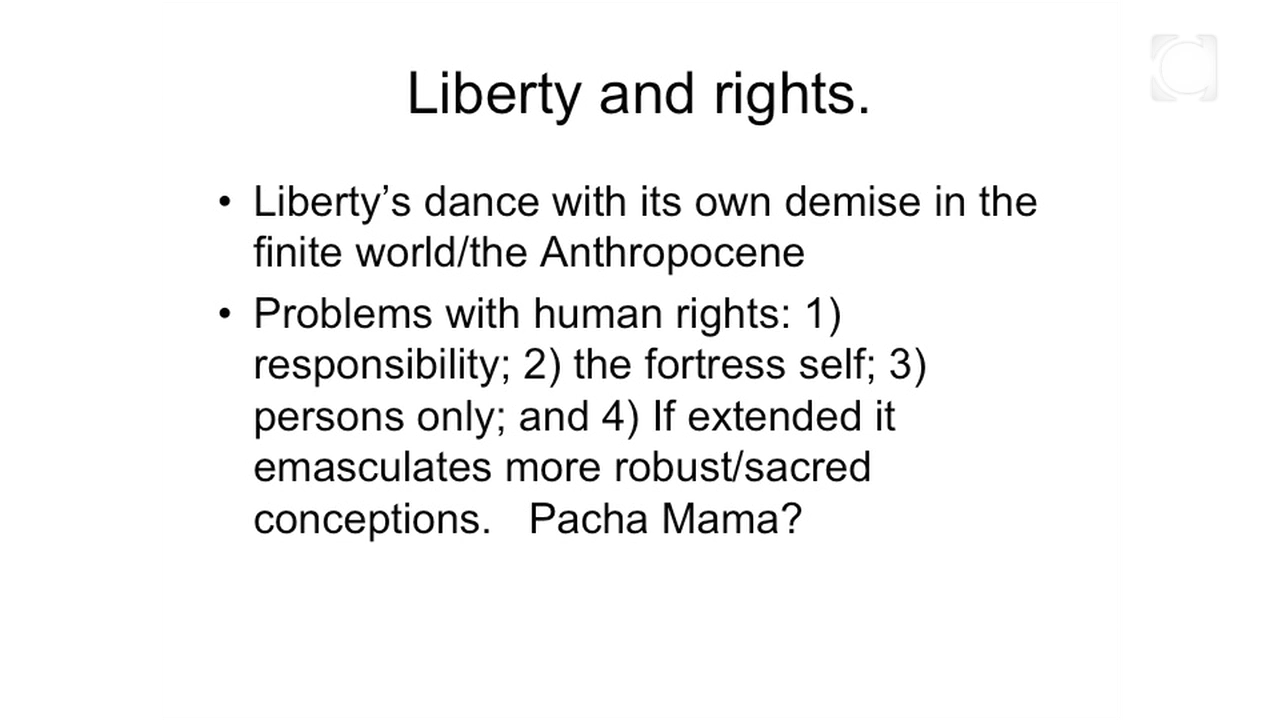 Liberty and rights.
• Liberty’s dance with its own demise in the
finite world/the Anthropocene
• Problems with human rights: 1)
responsibility; 2) the fortress self; 3)
persons only; and 4) If extended it
emasculates more robust/sacred
conceptions.   Pacha Mama?